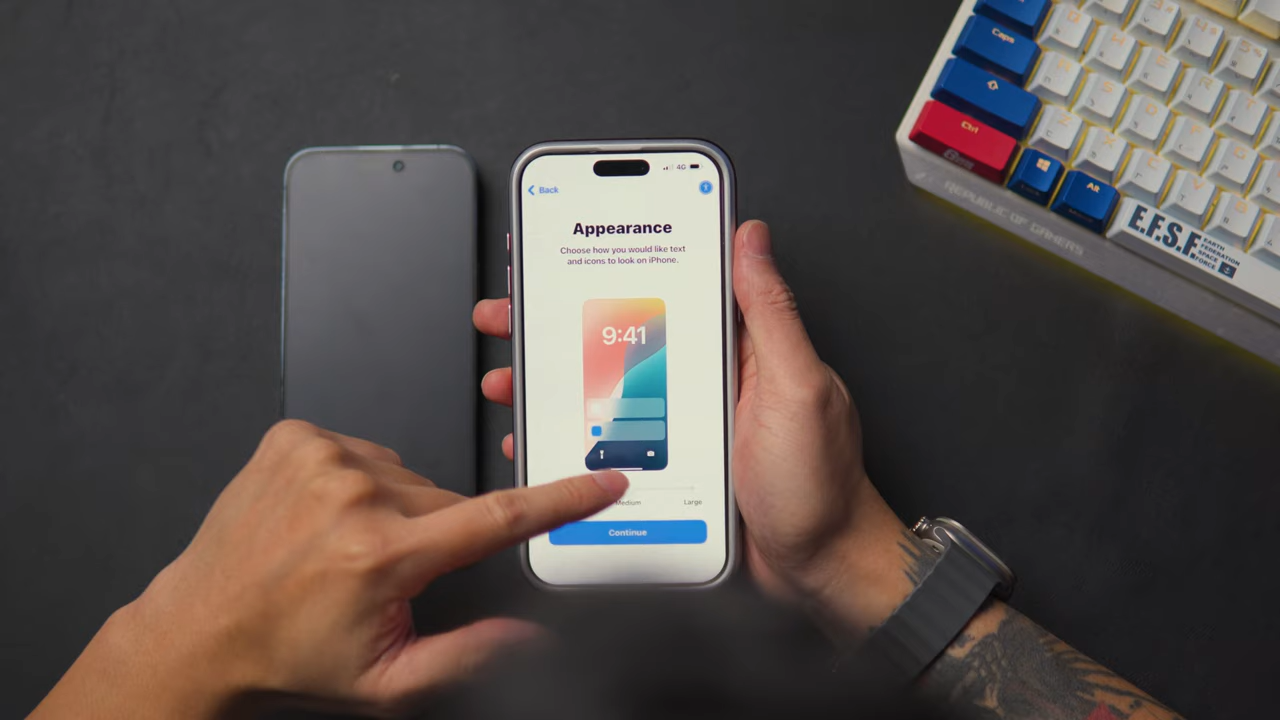 4G
Back
Appearance
Choose how you would like text
and icons to look on iPhone.
9:41
Medium
Large
Continue
Caps
Ctrl
REPUBLIC OF GAMERS
E.F.S.F
EARTH
FEDERATION
SPACE
FORCE